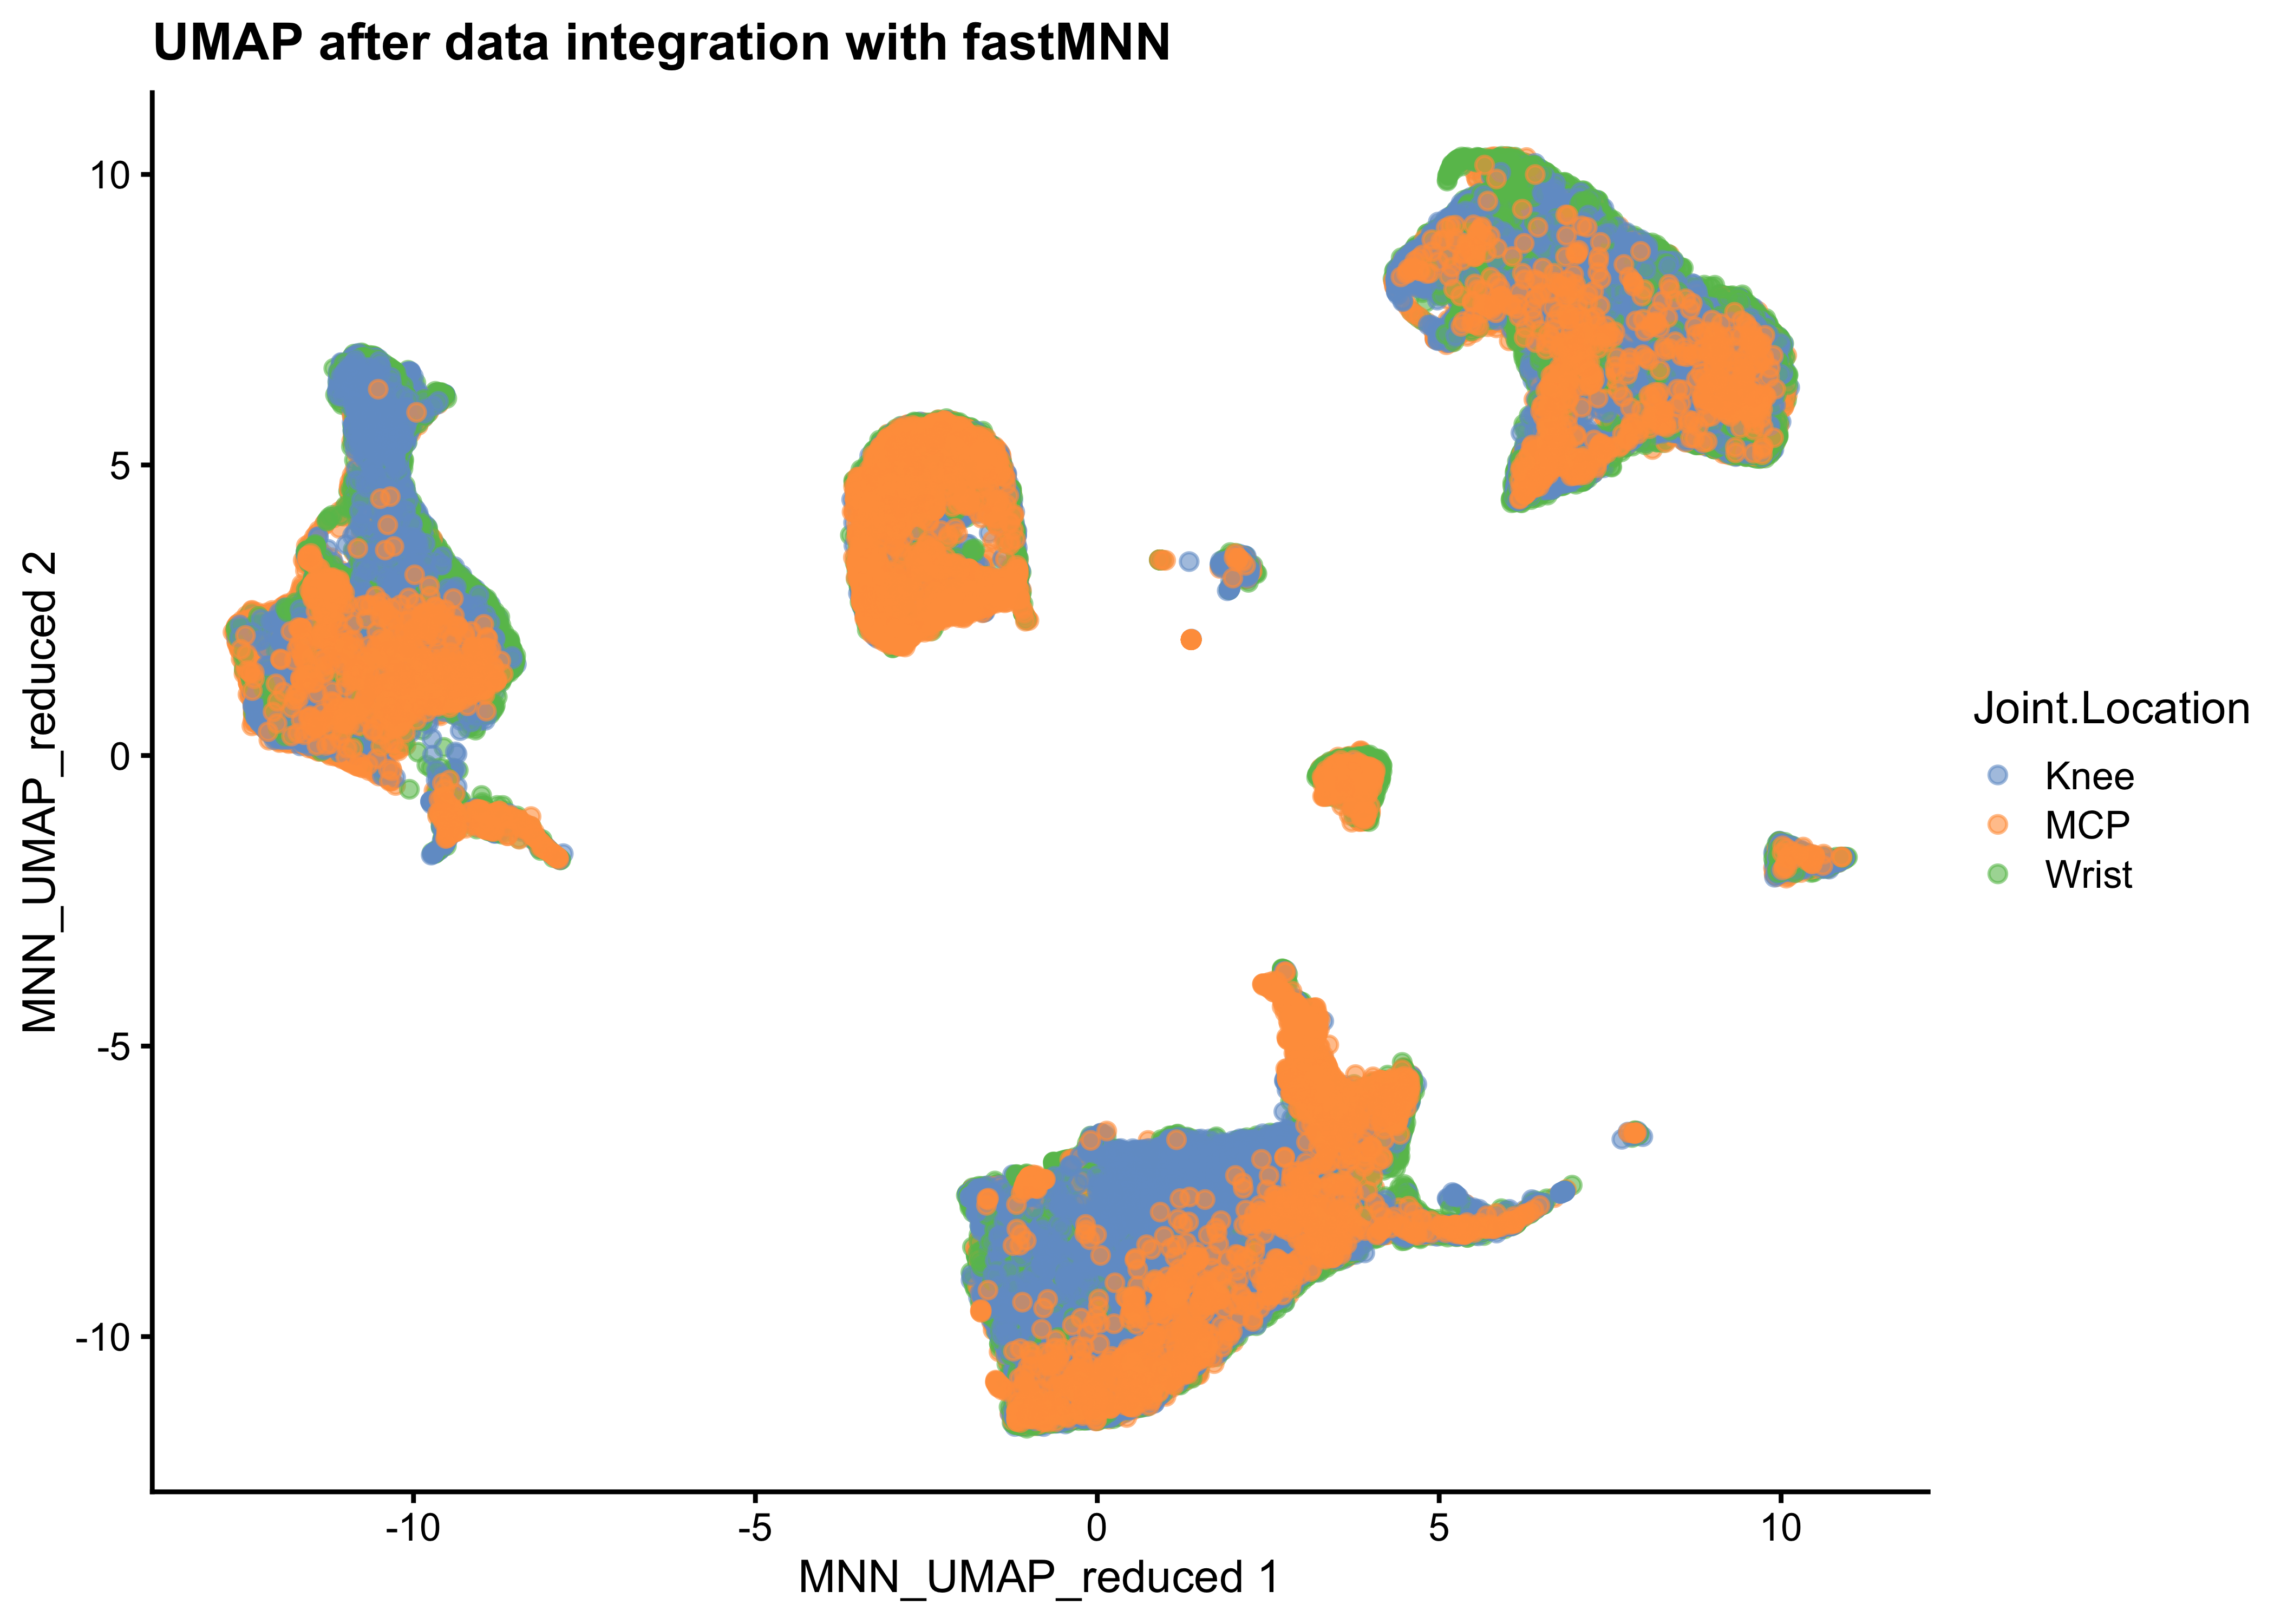 UMAP after data integration with fastMNN
MNN_UMAP_reduced 2
10
5
0
-5
-10
-10
-5
0
5
10
MNN_UMAP_reduced 1
Joint.Location
Knee
MCP
Wrist